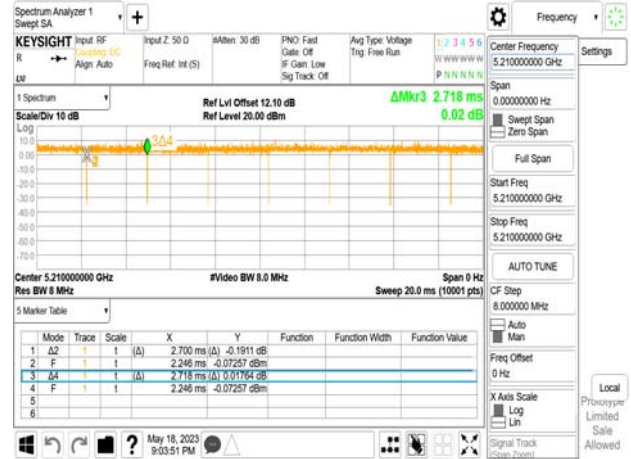 Spectrum Analyzer 1
Swept SA
Frequency
KEYSIGHT
Input: RF
Coupling: DC
Align: Auto
Input Z: 50 Ω
Freq Ref: Int (S)
#Atten: 30 dB
PNO: Fast
Gate: Off
IF Gain: Low
Sig Track: Off
Avg Type: Voltage
Trig: Free Run
1 2 3 4 5 6
W W W W W W
P N N N N N
R
LXI
1 Spectrum
Scale/Div 10 dB
Log
Ref Lvl Offset 12.10 dB
Ref Level 20.00 dBm
ΔMkr3 2.718 ms
0.02 dB
10.0
0.00
-10.0
-20.0
-30.0
-40.0
-50.0
-60.0
-70.0
3Δ4
Center 5.210000000 GHz
Res BW 8 MHz
#Video BW 8.0 MHz
Span 0 Hz
Sweep 20.0 ms (10001 pts)
5 Marker Table
Mode Trace Scale X Y Function Function Width Function Value
1 Δ2 1 t (Δ) 2.700 ms (Δ) -0.1911 dB
2 F 1 t 2.246 ms -0.07257 dBm
3 Δ4 1 t (Δ) 2.718 ms (Δ) 0.01764 dB
4 F 1 t 2.246 ms -0.07257 dBm
5
6
May 18, 2023
9:03:51 PM
Center Frequency
5.210000000 GHz
Settings
Span
0.00000000 Hz
Swept Span
Zero Span
Full Span
Start Freq
5.210000000 GHz
Stop Freq
5.210000000 GHz
AUTO TUNE
CF Step
8.000000 MHz
Auto
Man
Freq Offset
0 Hz
X Axis Scale
Log
Lin
Signal Track
(Span Zoom)
Local
Prototype
Limited
Sale
Allowed